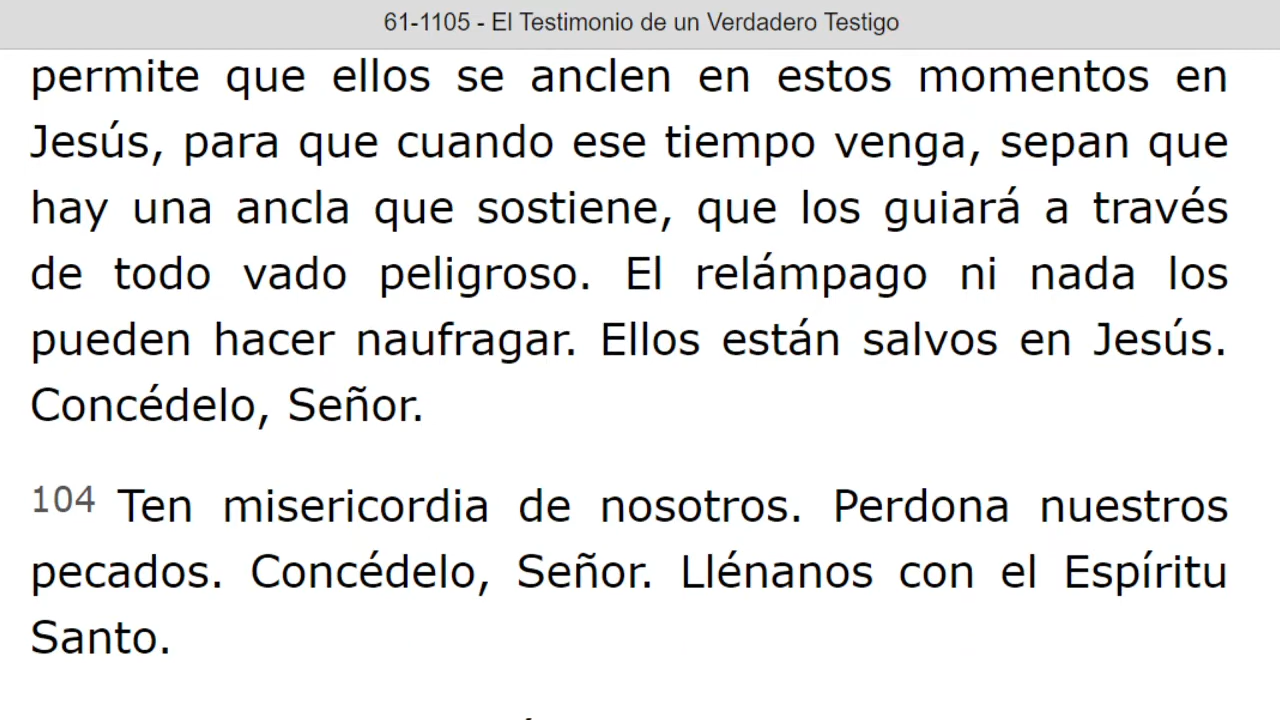 61-1105 - El Testimonio de un Verdadero Testigo
permite que ellos se anclen en estos momentos en
Jesús, para que cuando ese tiempo venga, sepan que
hay una ancla que sostiene, que los guiará a través
de todo vado peligroso. El relámpago ni nada los
pueden hacer naufragar. Ellos están salvos en Jesús.
Concédelo, Señor.
104 Ten misericordia de nosotros. Perdona nuestros
pecados. Concédelo, Señor. Llénanos con el Espíritu
Santo.